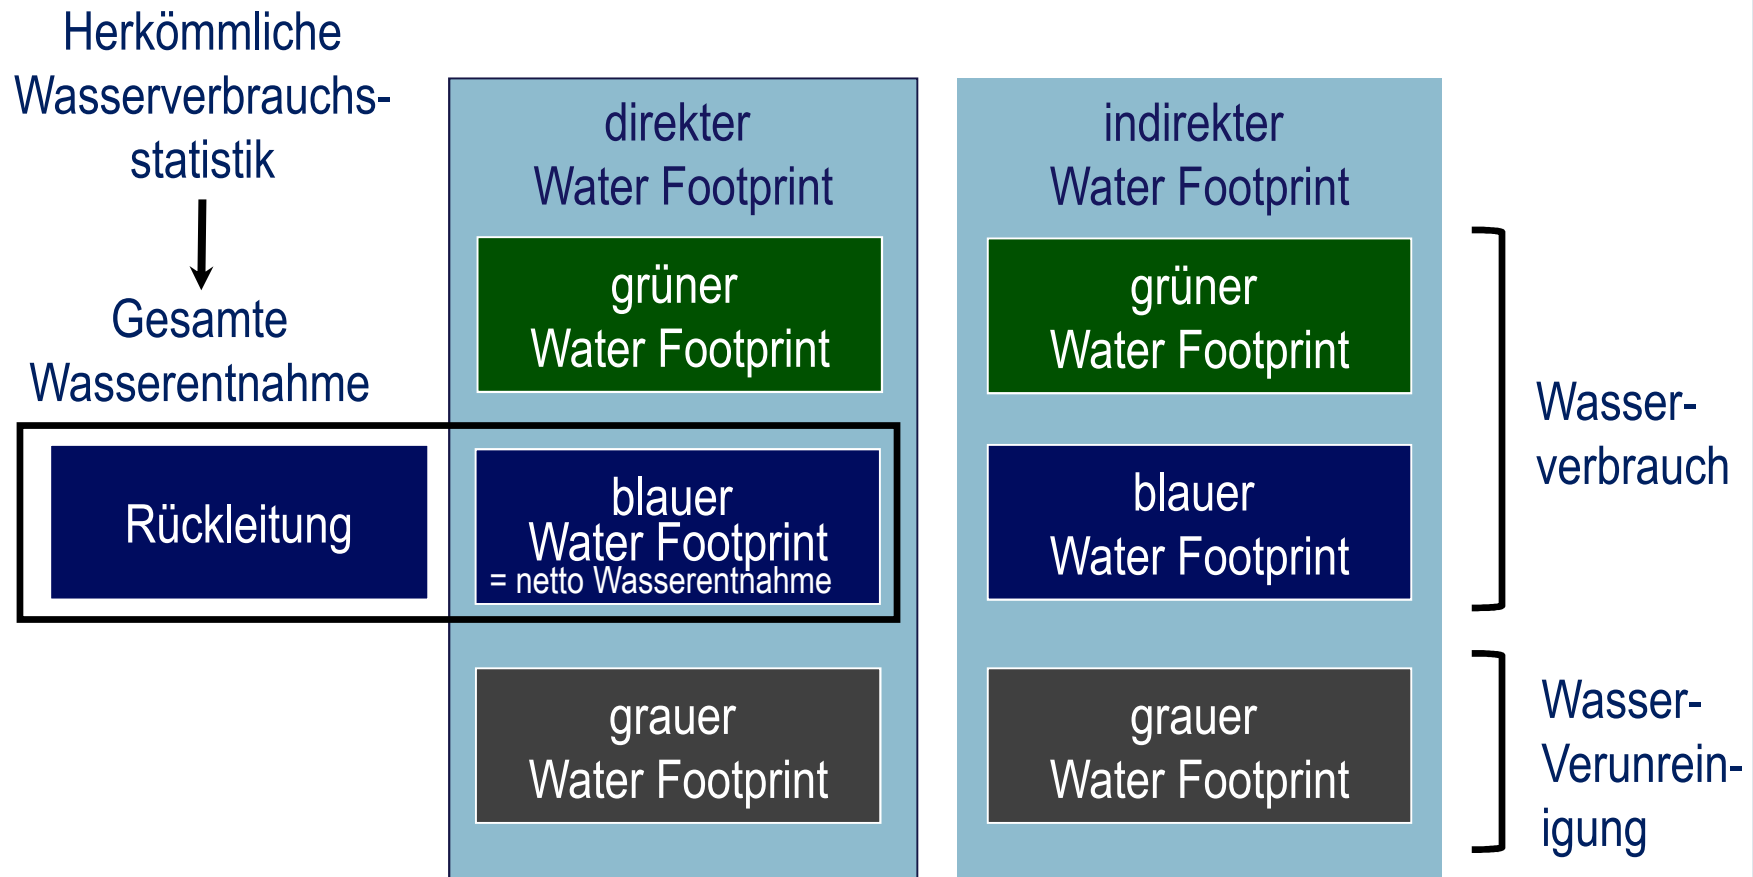 Herkömmliche
Wasserverbrauchs-
statistik
Gesamte
Wasserentnahme
Rückleitung
direkter
Water Footprint
grüner
Water Footprint
blauer
Water Footprint
= netto Wasserentnahme
grauer
Water Footprint
indirekter
Water Footprint
grüner
Water Footprint
blauer
Water Footprint
grauer
Water Footprint
Wasser-
verbrauch
Wasser-
Verunrein-
igung